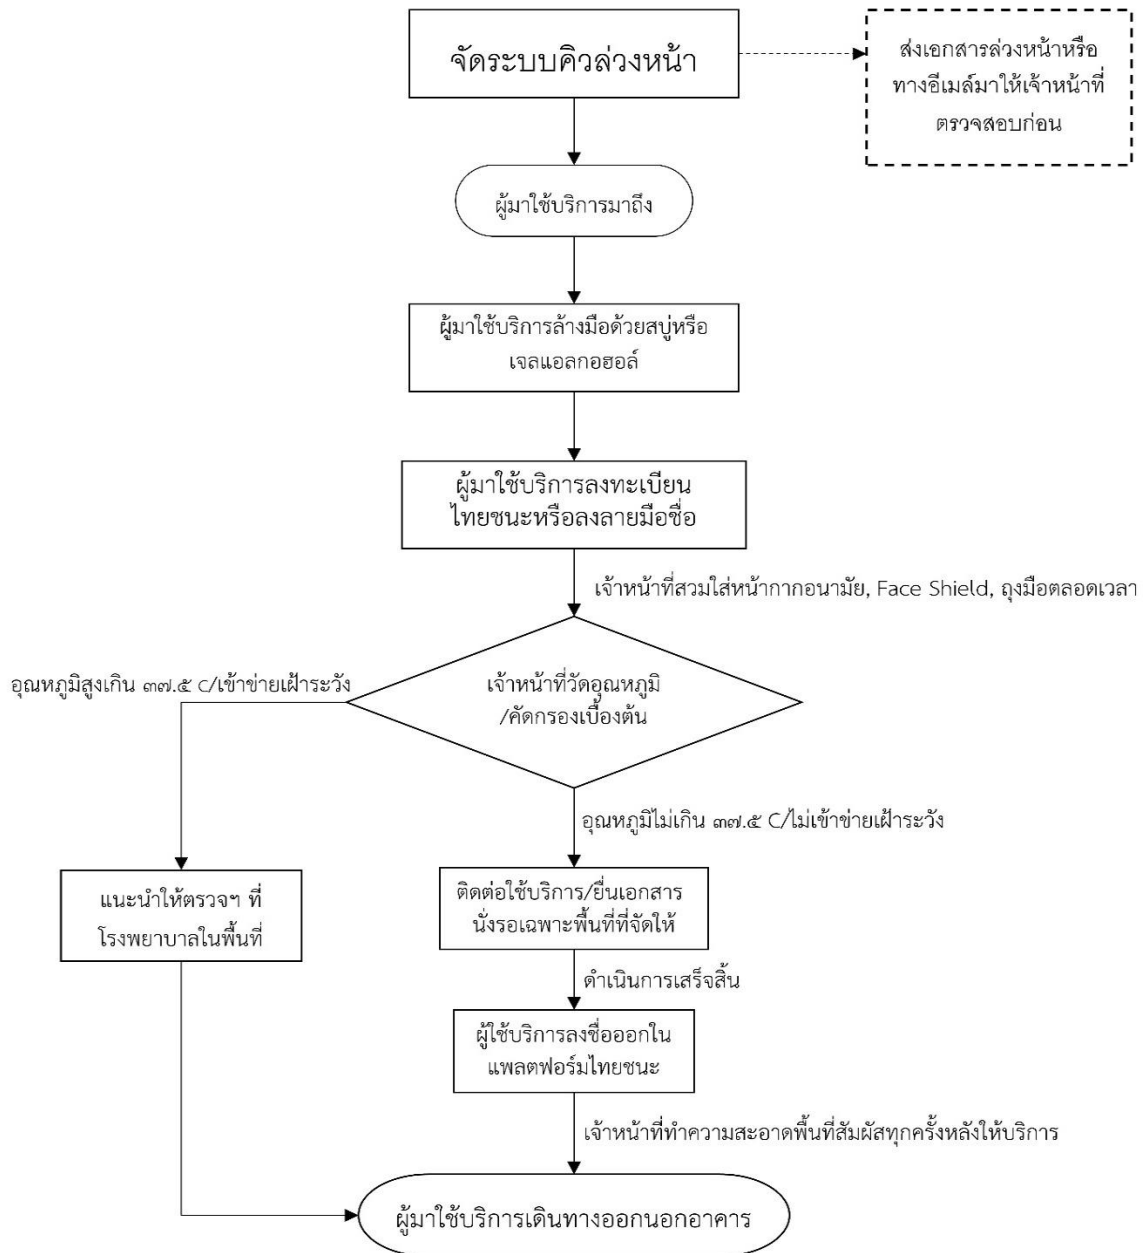 จัดระบบคิวล่วงหน้า
ส่งเอกสารล่วงหน้าหรือ
ทางอีเมล์มาให้เจ้าหน้าที่
ตรวจสอบก่อน
ผู้มาใช้บริการมาถึง
ผู้มาใช้บริการล้างมือด้วยสบู่หรือ
เจลแอลกอฮอล์
ผู้มาใช้บริการลงทะเบียน
ไทยชนะหรือลงลายมือชื่อ
เจ้าหน้าที่สวมใส่หน้ากากอนามัย, Face Shield, ถุงมือตลอดเวลา
อุณหภูมิสูงเกิน ๓๗.๕ C/เข้าข่ายเฝ้าระวัง
เจ้าหน้าที่วัดอุณหภูมิ
/คัดกรองเบื้องต้น
อุณหภูมิไม่เกิน ๓๗.๕ C/ไม่เข้าข่ายเฝ้าระวัง
แนะนำให้ตรวจฯ ที่
โรงพยาบาลในพื้นที่
ติดต่อใช้บริการ/ยื่นเอกสาร
นั่งรอเฉพาะพื้นที่ที่จัดให้
ดำเนินการเสร็จสิ้น
ผู้ใช้บริการลงชื่อออกใน
แพลตฟอร์มไทยชนะ
เจ้าหน้าที่ทำความสะอาดพื้นที่สัมผัสทุกครั้งหลังให้บริการ
ผู้มาใช้บริการเดินทางออกนอกอาคาร